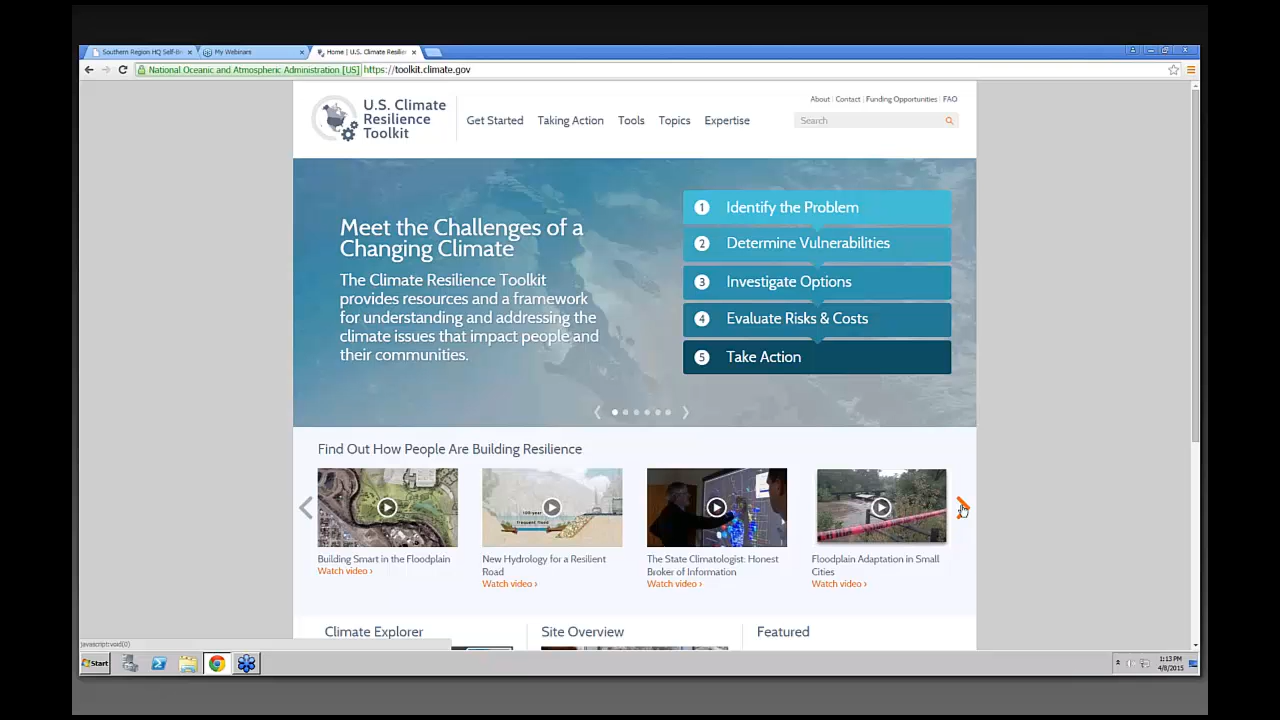 Southern Region HQ Self-In
My Webinars
Home | U.S. Climate Resilie
National Oceanic and Atmospheric Administration [US]
https://toolkit.climate.gov
About
Contact
Funding Opportunities
FAQ
U.S. Climate
Resilience
Toolkit
Get Started
Taking Action
Tools
Topics
Expertise
Search
Meet the Challenges of a
Changing Climate
The Climate Resilience Toolkit
provides resources and a framework
for understanding and addressing the
climate issues that impact people and
their communities.
1 Identify the Problem
2 Determine Vulnerabilities
3 Investigate Options
4 Evaluate Risks & Costs
5 Take Action
Find Out How People Are Building Resilience
100-year
Frequent Flood
Building Smart in the Floodplain
Watch video ›
New Hydrology for a Resilient
Road
Watch video ›
The State Climatologist: Honest
Broker of Information
Watch video ›
Floodplain Adaptation in Small
Cities
Watch video ›
Climate Explorer
Site Overview
Featured
javascript:void(0)
Start
1:13 PM
4/8/2015